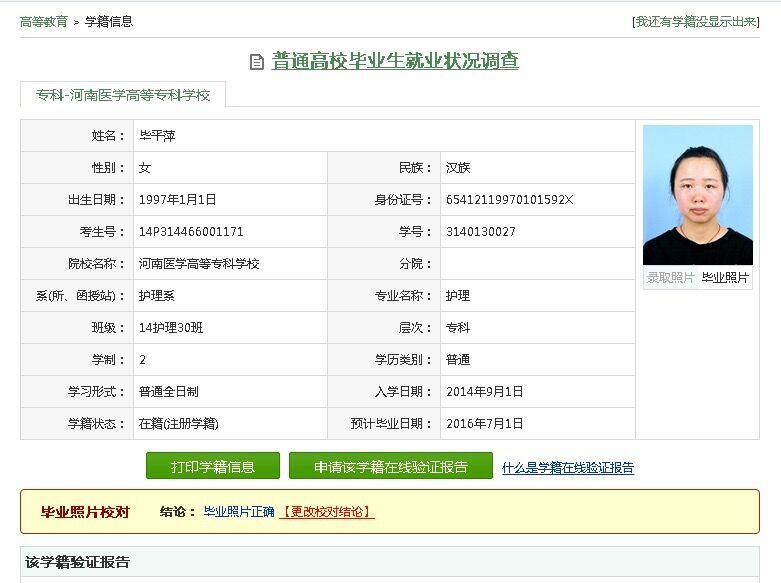 高等教育 > 学籍信息 [我还有学籍没显示出来]
普通高校毕业生就业状况调查
专科-河南医学高等专科学校
姓名： 毕平萍
性别： 女 民族： 汉族
出生日期： 1997年1月1日 身份证号： 65412119970101592X
考生号： 14P314466001171 学号： 3140130027
院校名称： 河南医学高等专科学校 分院：
系(所、函授站)： 护理系 专业名称： 护理
班级： 14护理30班 层次： 专科
学制： 2 学历类别： 普通
学习形式： 普通全日制 入学日期： 2014年9月1日
学籍状态： 在籍(注册学籍) 预计毕业日期： 2016年7月1日
录取照片 毕业照片
打印学籍信息 申请该学籍在线验证报告 什么是学籍在线验证报告
毕业照片校对 结论： 毕业照片正确 【更改校对结论】
该学籍验证报告